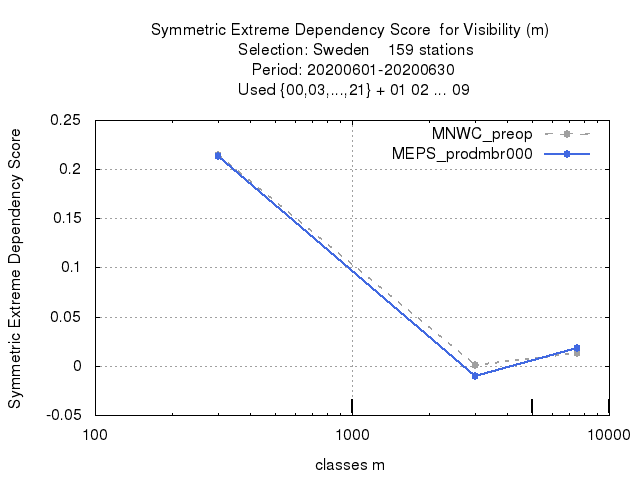 Symmetric Extreme Dependency Score  for Visibility (m)
Selection: Sweden    159 stations
Period: 20200601-20200630
Used {00,03,...,21} + 01 02 ... 09
MNWC_preop
MEPS_prodmbr000
Symmetric Extreme Dependency Score
0.25
0.2
0.15
0.1
0.05
0
-0.05
100
1000
10000
classes m